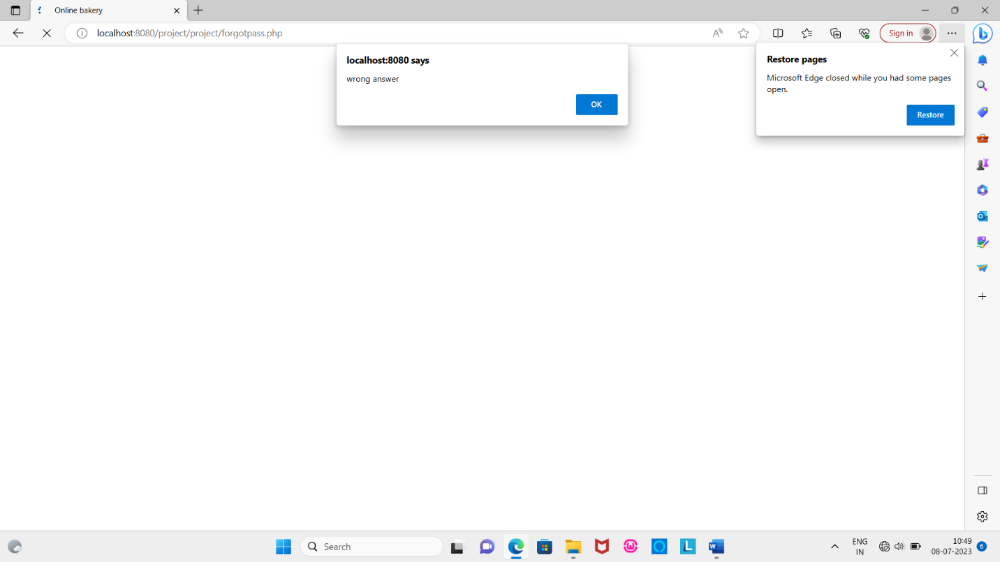 Online bakery
localhost:8080/project/project/forgotpass.php
Sign in
localhost:8080 says
wrong answer
OK
Restore pages
Microsoft Edge closed while you had some pages
open.
Restore
Search
ENG
IN
10:49
08-07-2023
6